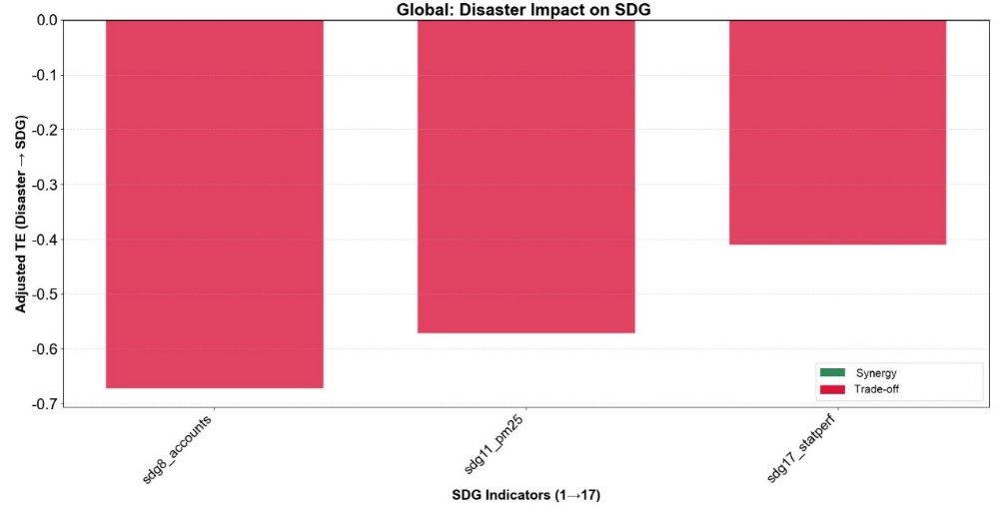 Global: Disaster Impact on SDG
Adjusted TE (Disaster → SDG)
0.0
-0.1
-0.2
-0.3
-0.4
-0.5
-0.6
-0.7
Synergy
Trade-off
sdg8_accounts
sdg11_pm25
sdg17_statperf
SDG Indicators (1→17)